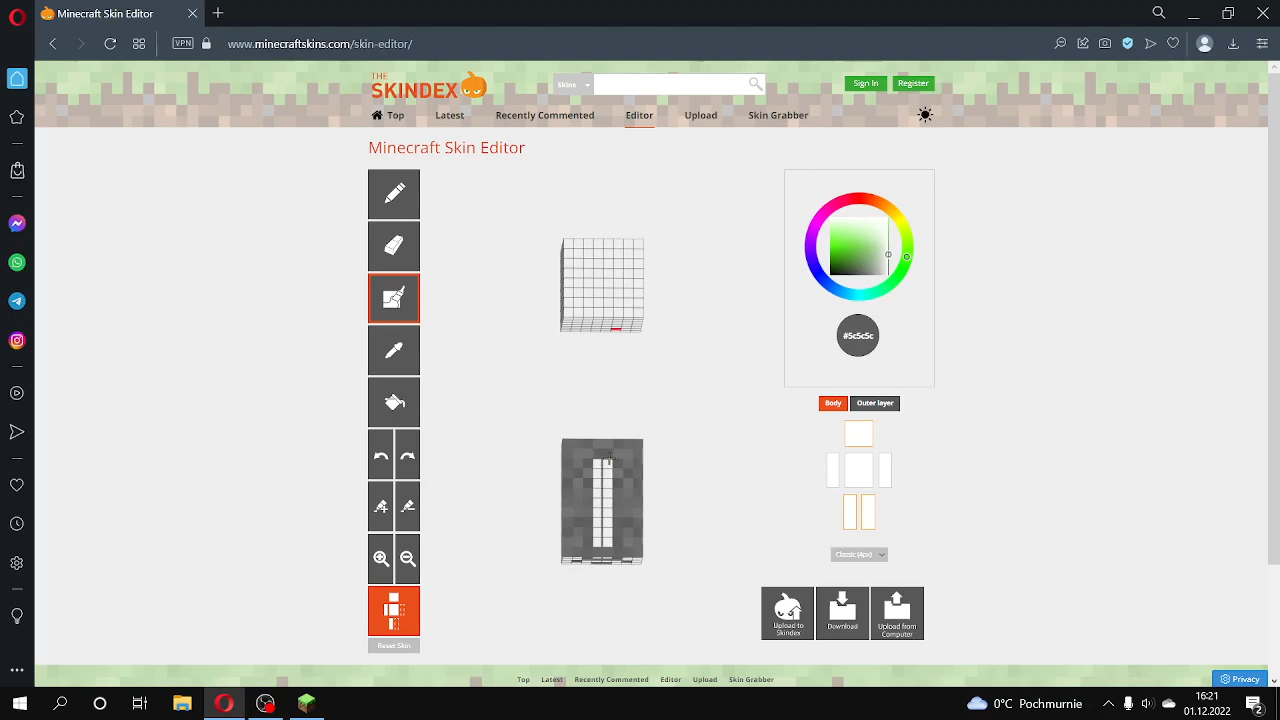 Minecraft Skin Editor
VPN
www.minecraftskins.com/skin-editor/
THE
SKINDEX
Skins
Sign In
Register
Top
Latest
Recently Commented
Editor
Upload
Skin Grabber
Minecraft Skin Editor
#5c5c5c
Body
Outer layer
Classic (4px)
Upload to
Skindex
Download
Upload from
Computer
Reset Skin
Top
Latest
Recently Commented
Editor
Upload
Skin Grabber
Privacy
0°C Pochmurnie
16:21
01.12.2022
2